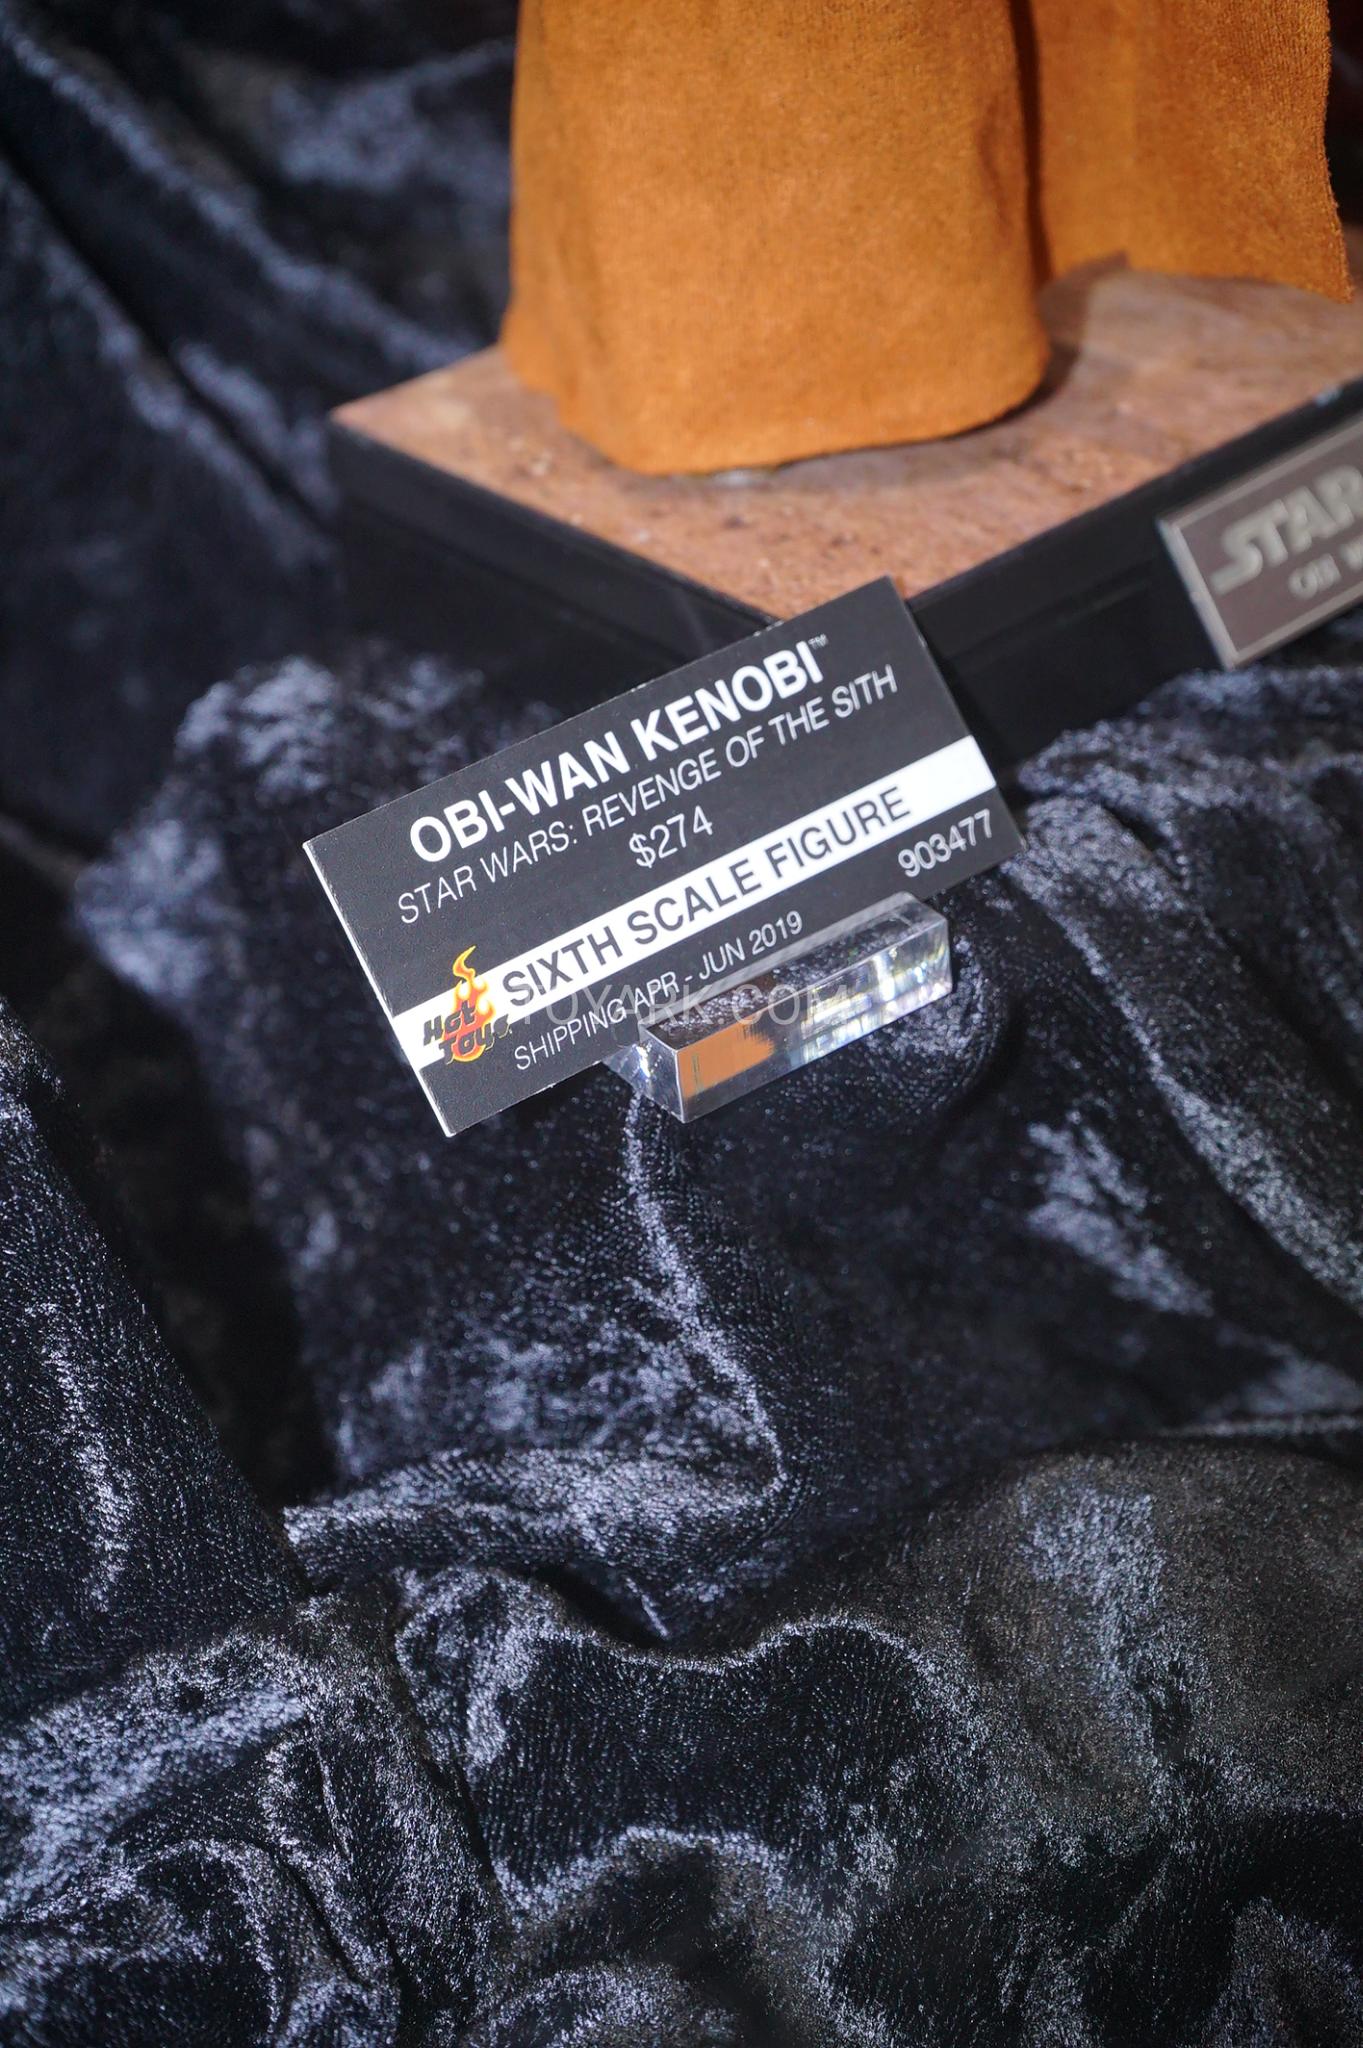 STAR
OBI W
OBI-WAN KENOBI™
STAR WARS: REVENGE OF THE SITH
$274
SIXTH SCALE FIGURE
903477
Hot Toys.
SHIPPING APR - JUN 2019
TOYARK.COM